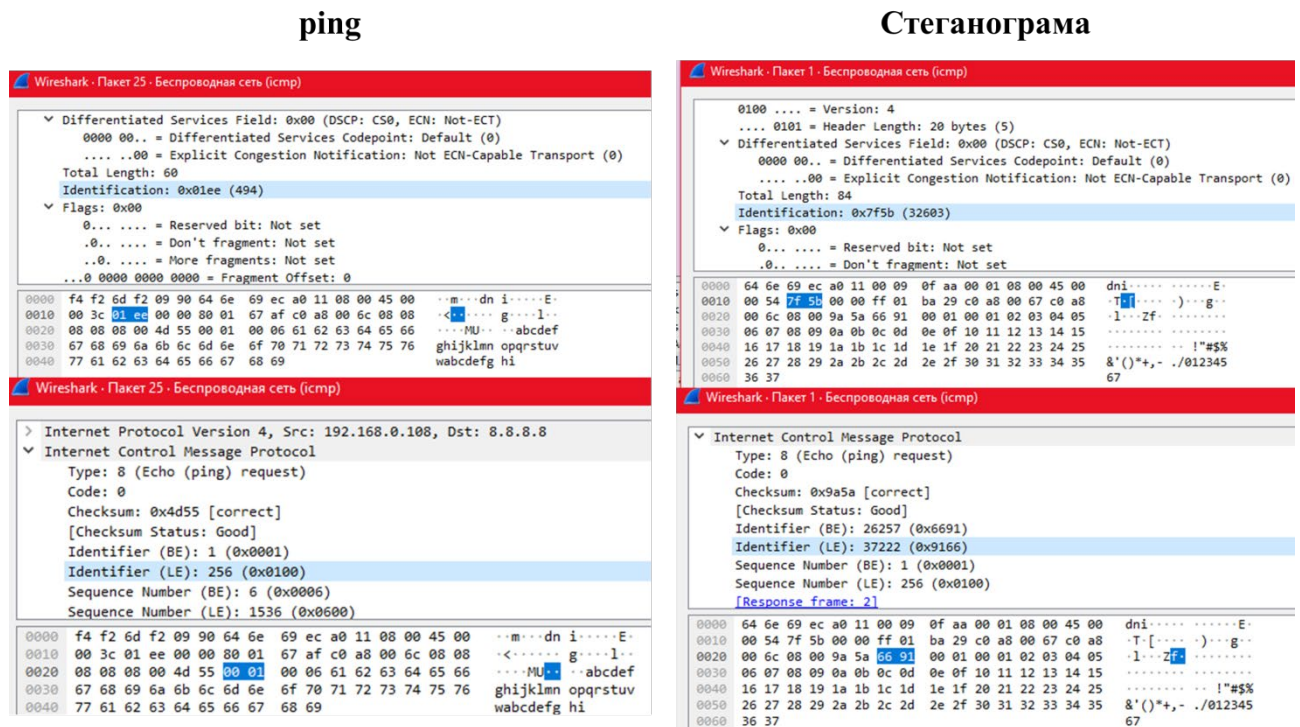 ping
Wireshark · Пакет 25 · Беспроводная сеть (icmp)
Differentiated Services Field: 0x00 (DSCP: CS0, ECN: Not-ECT)
0000 00.. = Differentiated Services Codepoint: Default (0)
.... ..00 = Explicit Congestion Notification: Not ECN-Capable Transport (0)
Total Length: 60
Identification: 0x01ee (494)
Flags: 0x00
0... .... = Reserved bit: Not set
.0.. .... = Don't fragment: Not set
..0. .... = More fragments: Not set
...0 0000 0000 0000 = Fragment Offset: 0
0000 f4 f2 6d f2 09 90 64 6e 69 ec a0 11 08 00 45 00 ··m···dn i·····E·
0010 00 3c 01 ee 00 00 80 01 67 af c0 a8 00 6c 08 08 ·<······ g····l··
0020 08 08 08 00 4d 55 00 01 00 06 61 62 63 64 65 66 ····MU·· ··abcdef
0030 67 68 69 6a 6b 6c 6d 6e 6f 70 71 72 73 74 75 76 ghijklmn opqrstuv
0040 77 61 62 63 64 65 66 67 68 69 wabcdefg hi
Wireshark · Пакет 25 · Беспроводная сеть (icmp)
Internet Protocol Version 4, Src: 192.168.0.108, Dst: 8.8.8.8
Internet Control Message Protocol
Type: 8 (Echo (ping) request)
Code: 0
Checksum: 0x4d55 [correct]
[Checksum Status: Good]
Identifier (BE): 1 (0x0001)
Identifier (LE): 256 (0x0100)
Sequence Number (BE): 6 (0x0006)
Sequence Number (LE): 1536 (0x0600)
0000 f4 f2 6d f2 09 90 64 6e 69 ec a0 11 08 00 45 00 ··m···dn i·····E·
0010 00 3c 01 ee 00 00 80 01 67 af c0 a8 00 6c 08 08 ·<······ g····l··
0020 08 08 08 00 4d 55 00 01 00 06 61 62 63 64 65 66 ····MU·· ··abcdef
0030 67 68 69 6a 6b 6c 6d 6e 6f 70 71 72 73 74 75 76 ghijklmn opqrstuv
0040 77 61 62 63 64 65 66 67 68 69 wabcdefg hi
Стеганограма
Wireshark · Пакет 1 · Беспроводная сеть (icmp)
0100 .... = Version: 4
.... 0101 = Header Length: 20 bytes (5)
Differentiated Services Field: 0x00 (DSCP: CS0, ECN: Not-ECT)
0000 00.. = Differentiated Services Codepoint: Default (0)
.... ..00 = Explicit Congestion Notification: Not ECN-Capable Transport (0)
Total Length: 84
Identification: 0x7f5b (32603)
Flags: 0x00
0... .... = Reserved bit: Not set
.0.. .... = Don't fragment: Not set
0000 64 6e 69 ec a0 11 00 09 0f aa 00 01 08 00 45 00 dni····· ······E·
0010 00 54 7f 5b 00 00 ff 01 ba 29 c0 a8 00 67 c0 a8 ·T·[···· ·)···g··
0020 00 6c 08 00 9a 5a 66 91 00 01 00 01 02 03 04 05 ·l···Zf· ········
0030 06 07 08 09 0a 0b 0c 0d 0e 0f 10 11 12 13 14 15 ········ ········
0040 16 17 18 19 1a 1b 1c 1d 1e 1f 20 21 22 23 24 25 ········ ·· !"#$%
0050 26 27 28 29 2a 2b 2c 2d 2e 2f 30 31 32 33 34 35 &'()*+,- ./012345
0060 36 37 67
Wireshark · Пакет 1 · Беспроводная сеть (icmp)
Internet Control Message Protocol
Type: 8 (Echo (ping) request)
Code: 0
Checksum: 0x9a5a [correct]
[Checksum Status: Good]
Identifier (BE): 26257 (0x6691)
Identifier (LE): 37222 (0x9166)
Sequence Number (BE): 1 (0x0001)
Sequence Number (LE): 256 (0x0100)
[Response frame: 2]
0000 64 6e 69 ec a0 11 00 09 0f aa 00 01 08 00 45 00 dni····· ······E·
0010 00 54 7f 5b 00 00 ff 01 ba 29 c0 a8 00 67 c0 a8 ·T·[···· ·)···g··
0020 00 6c 08 00 9a 5a 66 91 00 01 00 01 02 03 04 05 ·l···Zf· ········
0030 06 07 08 09 0a 0b 0c 0d 0e 0f 10 11 12 13 14 15 ········ ········
0040 16 17 18 19 1a 1b 1c 1d 1e 1f 20 21 22 23 24 25 ········ ·· !"#$%
0050 26 27 28 29 2a 2b 2c 2d 2e 2f 30 31 32 33 34 35 &'()*+,- ./012345
0060 36 37 67